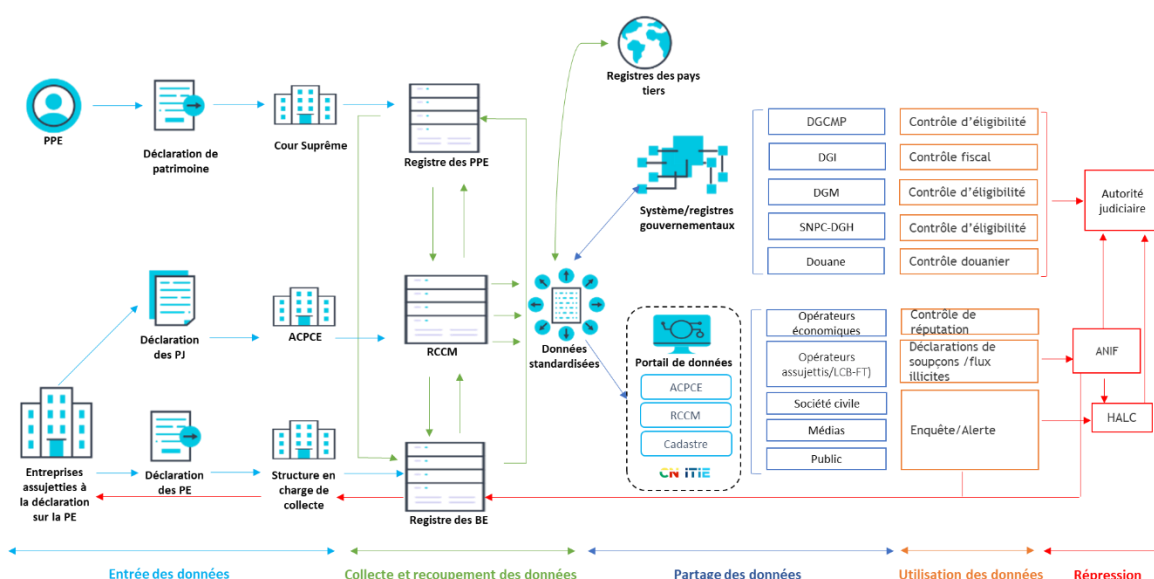 Registres des pays
tiers
PPE
Déclaration de
patrimoine
Cour Suprême
Registre des PPE
Système/registres
gouvernementaux
DGCMP
Contrôle d'éligibilité
DGI
Contrôle fiscal
DGM
Contrôle d'éligibilité
SNPC-DGH
Contrôle d'éligibilité
Douane
Contrôle douanier
Autorité
judiciaire
Déclaration
des PJ
ACPCE
RCCM
Données
standardisées
Portail de données
ACPCE
RCCM
Cadastre
CN ITIE
Opérateurs
économiques
Contrôle de
réputation
Opérateurs
assujettis/LCB-FT)
Déclarations de
soupçons /flux
illicites
ANIF
Société civile
Médias
Public
Enquête/Alerte
HALC
Entreprises
assujetties à
la déclaration
sur la PE
Déclaration
des PE
Structure en
charge de
collecte
Registre des BE
Entrée des données
Collecte et recoupement des données
Partage des données
Utilisation des données
Répression